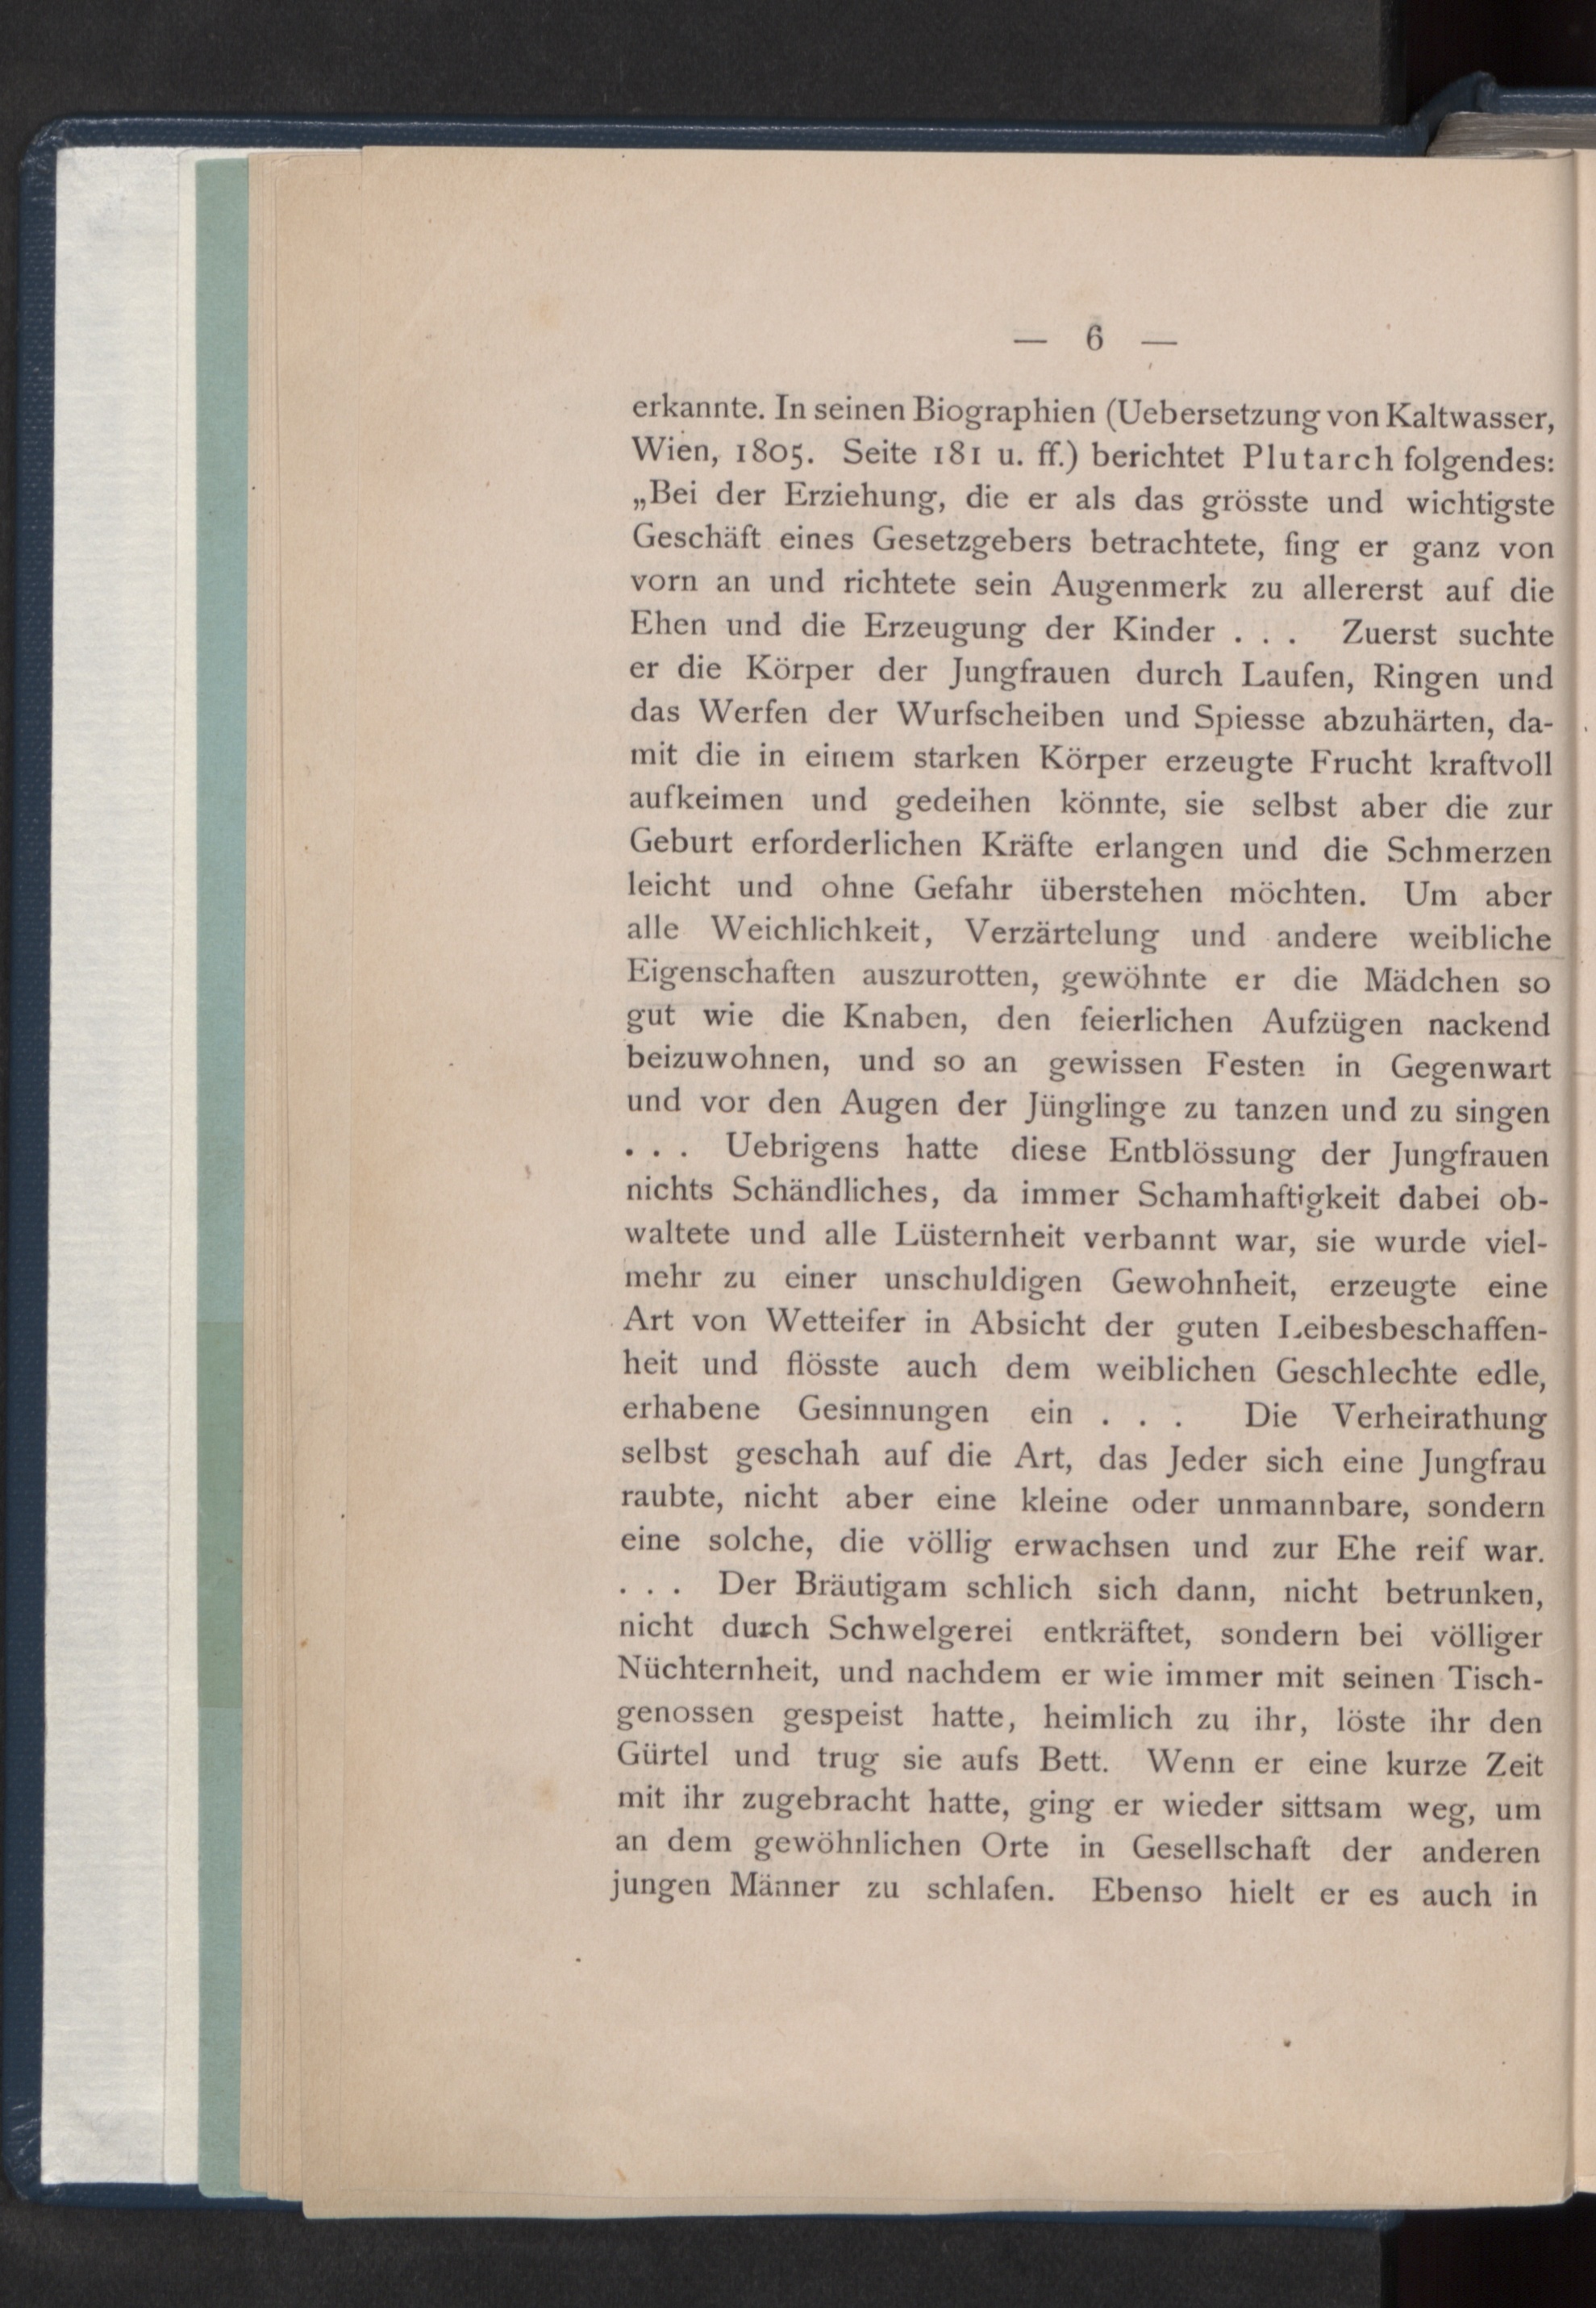 — 6 —
erkannte. In seinen Biographien (Uebersetzung von Kaltwasser,
Wien, 1805. Seite 181 u. ff.) berichtet Plutarch folgendes:
„Bei der Erziehung, die er als das grösste und wichtigste
Geschäft eines Gesetzgebers betrachtete, fing er ganz von
vorn an und richtete sein Augenmerk zu allererst auf die
Ehen und die Erzeugung der Kinder . . . Zuerst suchte
er die Körper der Jungfrauen durch Laufen, Ringen und
das Werfen der Wurfscheiben und Spiesse abzuhärten, da-
mit die in einem starken Körper erzeugte Frucht kraftvoll
aufkeimen und gedeihen könnte, sie selbst aber die zur
Geburt erforderlichen Kräfte erlangen und die Schmerzen
leicht und ohne Gefahr überstehen möchten. Um aber
alle Weichlichkeit, Verzärtelung und andere weibliche
Eigenschaften auszurotten, gewöhnte er die Mädchen so
gut wie die Knaben, den feierlichen Aufzügen nackend
beizuwohnen, und so an gewissen Festen in Gegenwart
und vor den Augen der Jünglinge zu tanzen und zu singen
. . . Uebrigens hatte diese Entblössung der Jungfrauen
nichts Schändliches, da immer Schamhaftigkeit dabei ob-
waltete und alle Lüsternheit verbannt war, sie wurde viel-
mehr zu einer unschuldigen Gewohnheit, erzeugte eine
Art von Wetteifer in Absicht der guten Leibesbeschaffen-
heit und flösste auch dem weiblichen Geschlechte edle,
erhabene Gesinnungen ein . . . Die Verheirathung
selbst geschah auf die Art, das Jeder sich eine Jungfrau
raubte, nicht aber eine kleine oder unmannbare, sondern
eine solche, die völlig erwachsen und zur Ehe reif war.
. . . Der Bräutigam schlich sich dann, nicht betrunken,
nicht durch Schwelgerei entkräftet, sondern bei völliger
Nüchternheit, und nachdem er wie immer mit seinen Tisch-
genossen gespeist hatte, heimlich zu ihr, löste ihr den
Gürtel und trug sie aufs Bett. Wenn er eine kurze Zeit
mit ihr zugebracht hatte, ging er wieder sittsam weg, um
an dem gewöhnlichen Orte in Gesellschaft der anderen
jungen Männer zu schlafen. Ebenso hielt er es auch in